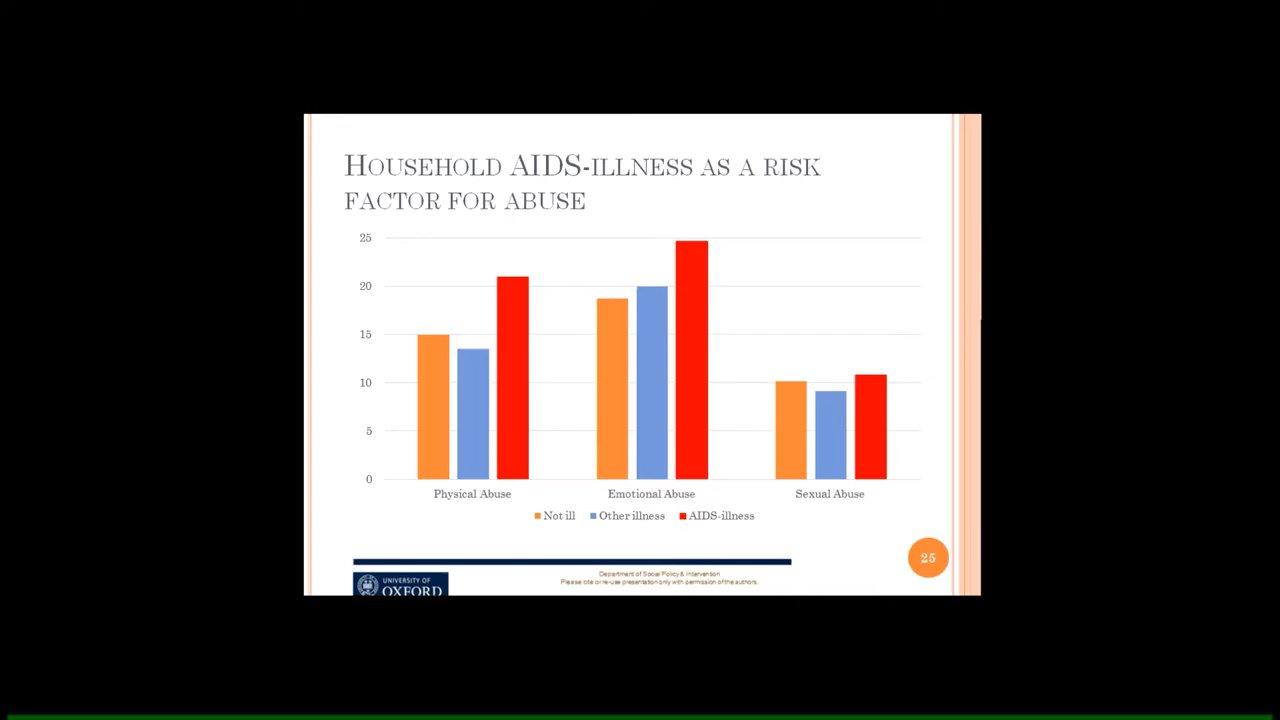 HOUSEHOLD AIDS-ILLNESS AS A RISK
FACTOR FOR ABUSE
25
20
15
10
5
0
Physical Abuse
Emotional Abuse
Sexual Abuse
Not ill
Other illness
AIDS-illness
25
Department of Social Policy & Intervention
Please cite or re-use presentation only with permission of the authors.
UNIVERSITY OF
OXFORD